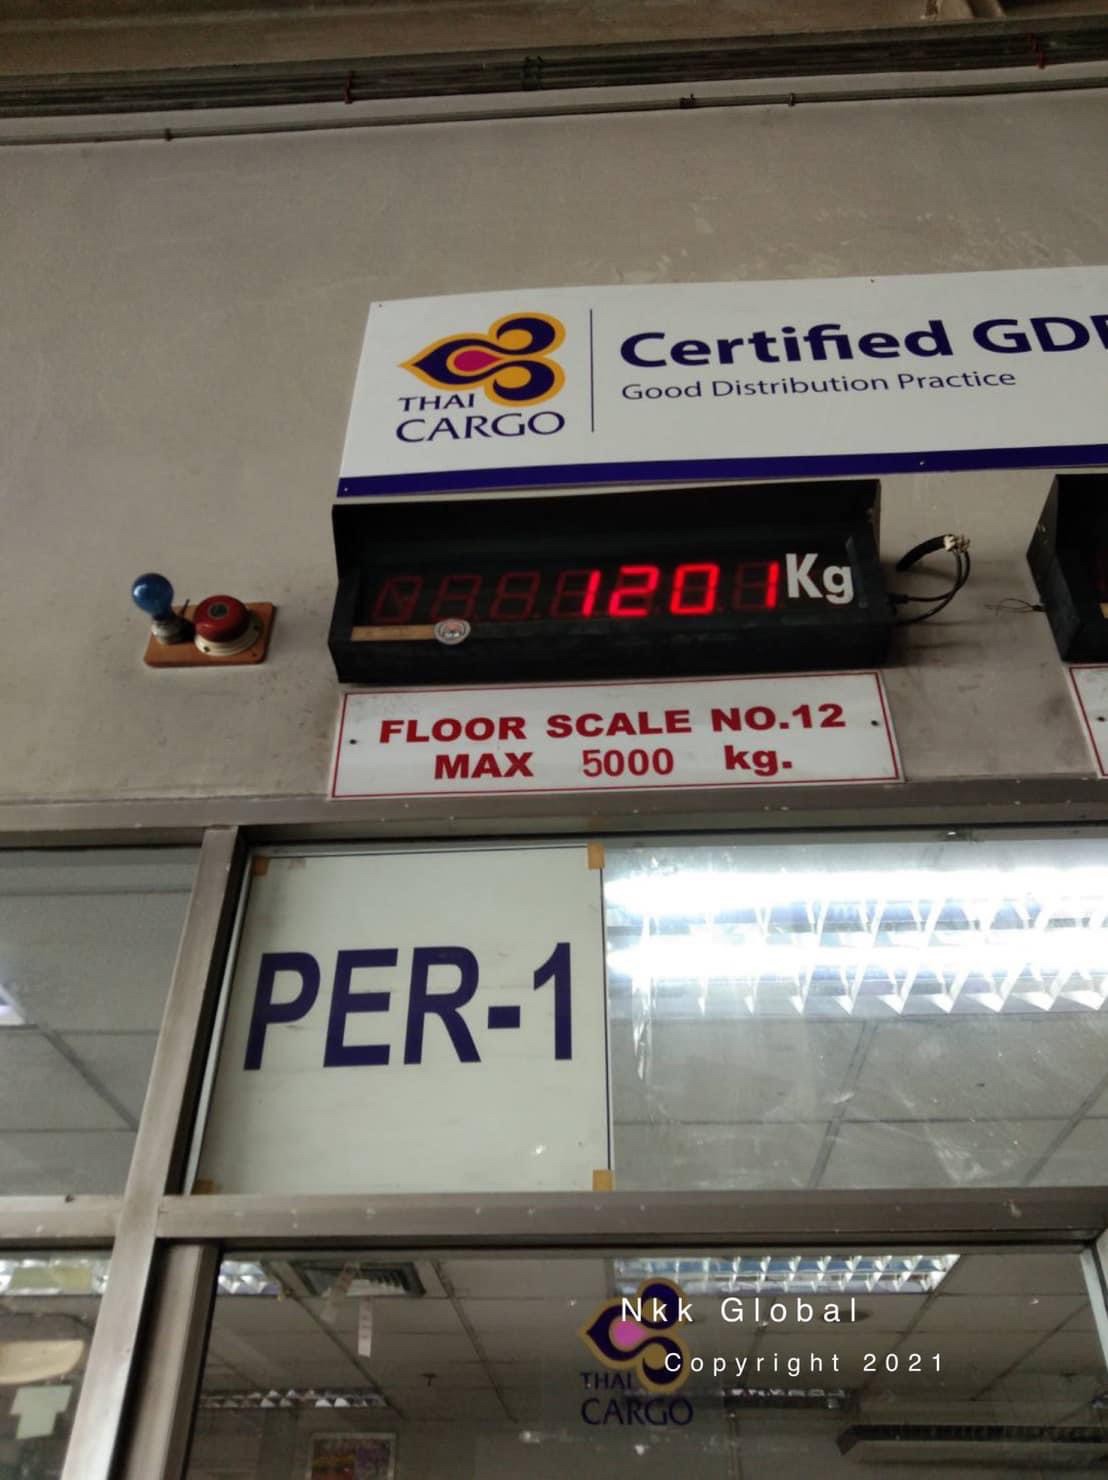 THAI
CARGO
Certified GD
Good Distribution Practice
1201 Kg
FLOOR SCALE NO.12
MAX 5000 kg.
PER-1
Nkk Global
Copyright 2021
THAI
CARGO